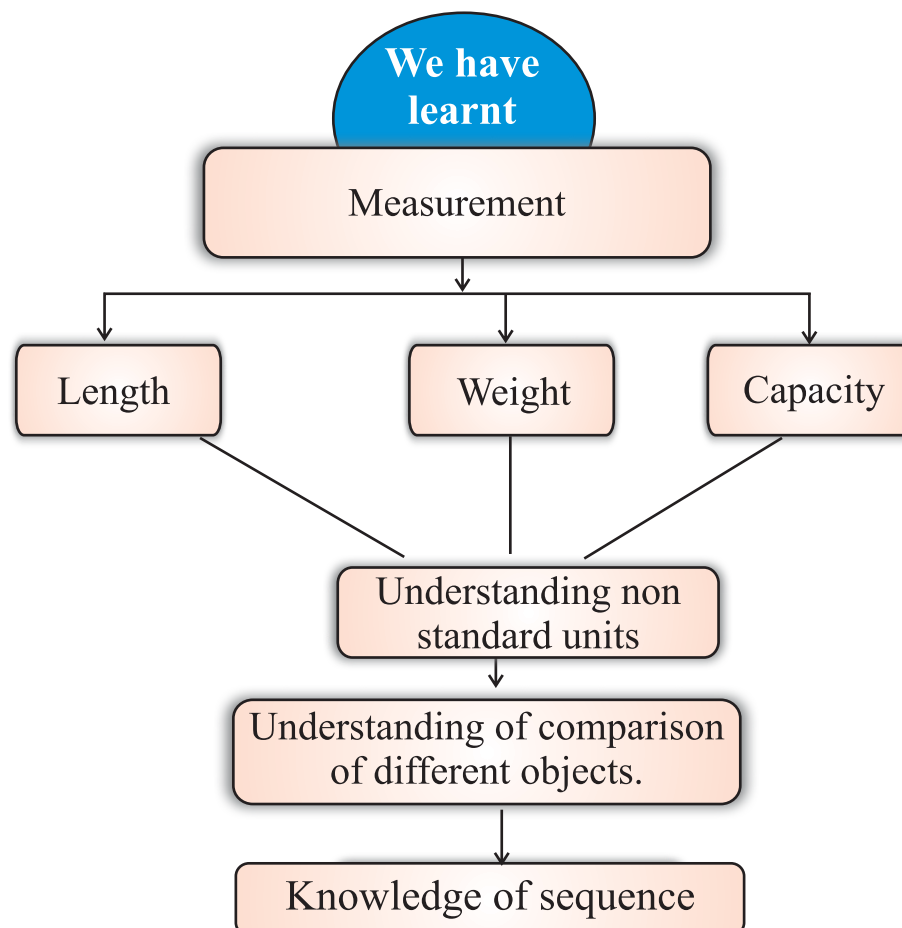 We have
learnt
Measurement
Length
Weight
Capacity
Understanding non
standard units
Understanding of comparison
of different objects.
Knowledge of sequence